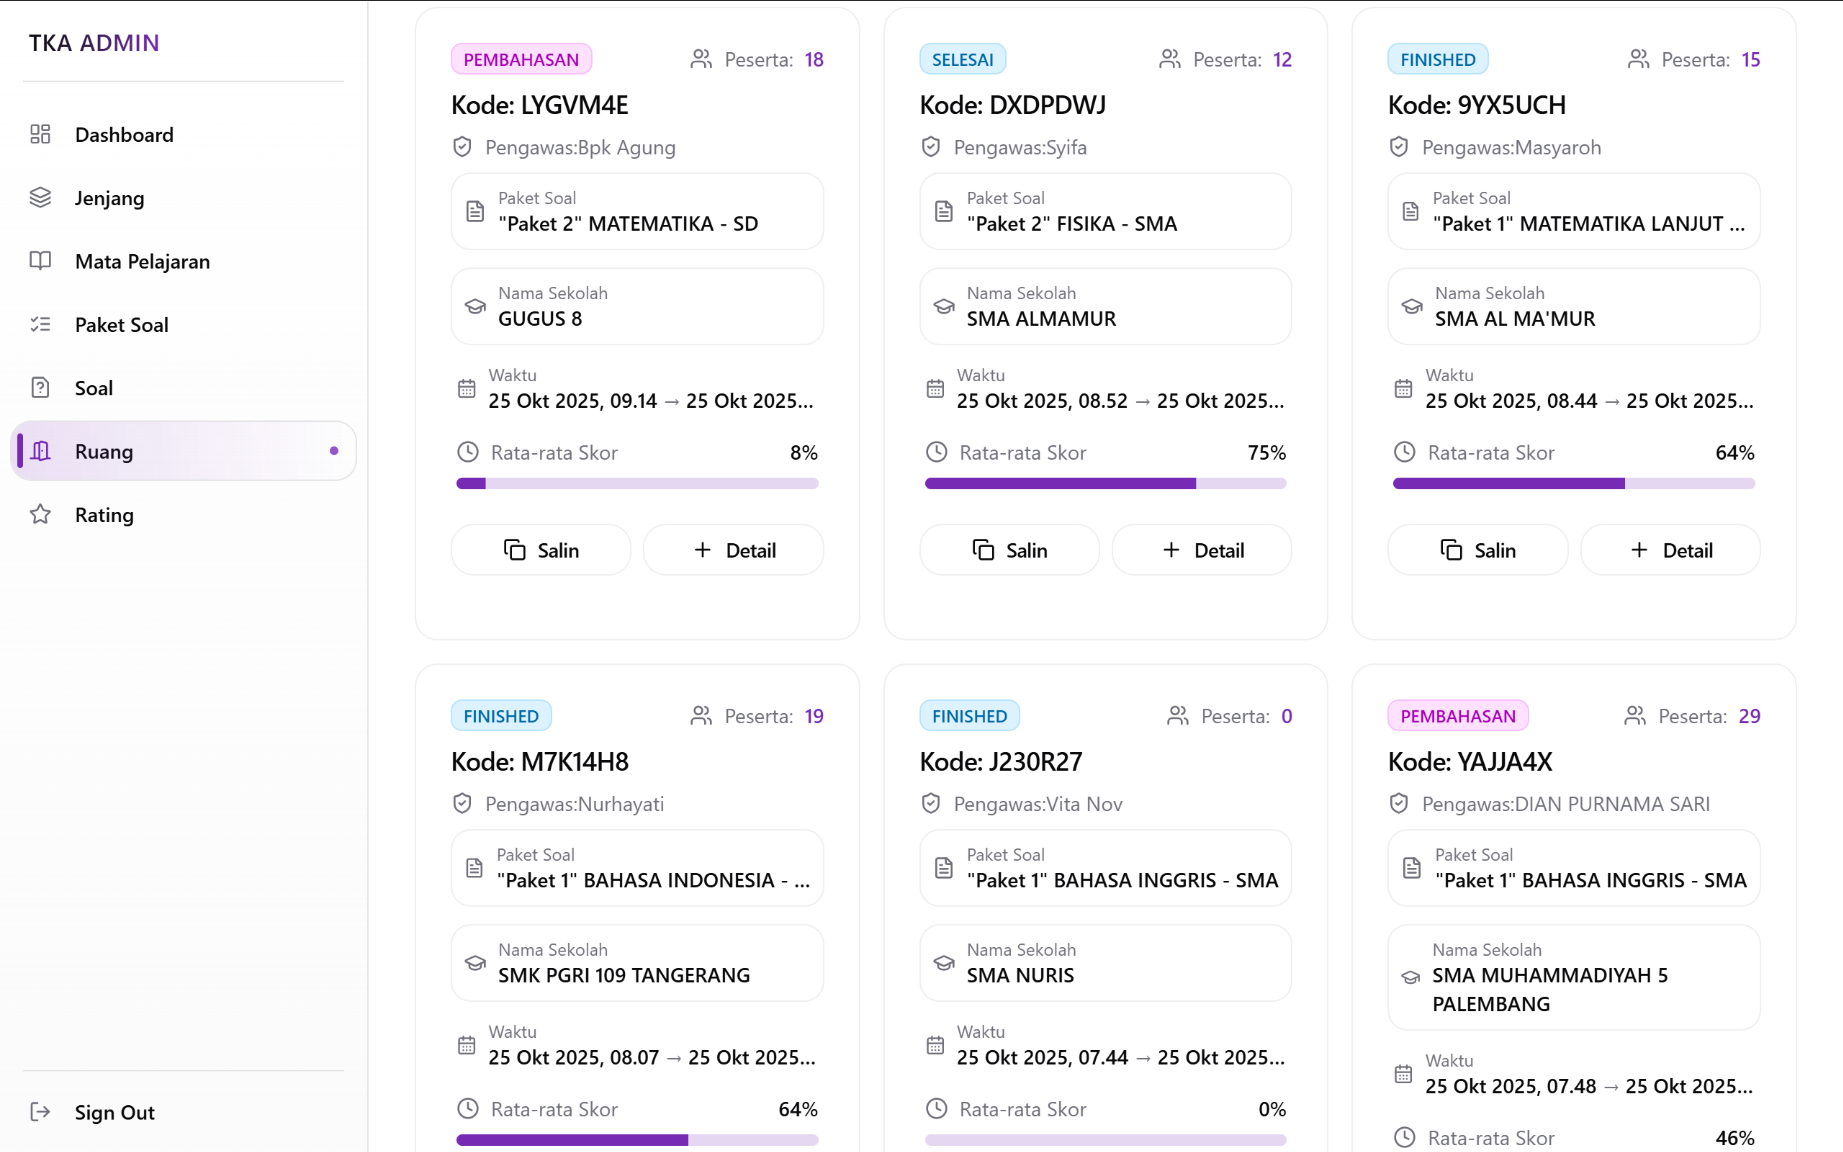 TKA ADMIN
Dashboard
Jenjang
Mata Pelajaran
Paket Soal
Soal
Ruang
Rating
Sign Out
PEMBAHASAN
Peserta: 18
Kode: LYGVM4E
Pengawas:Bpk Agung
Paket Soal
"Paket 2" MATEMATIKA - SD
Nama Sekolah
GUGUS 8
Waktu
25 Okt 2025, 09.14 → 25 Okt 2025...
Rata-rata Skor 8%
Salin
Detail
SELESAI
Peserta: 12
Kode: DXDPDWJ
Pengawas:Syifa
Paket Soal
"Paket 2" FISIKA - SMA
Nama Sekolah
SMA ALMAMUR
Waktu
25 Okt 2025, 08.52 → 25 Okt 2025...
Rata-rata Skor 75%
Salin
Detail
FINISHED
Peserta: 15
Kode: 9YX5UCH
Pengawas:Masyaroh
Paket Soal
"Paket 1" MATEMATIKA LANJUT ...
Nama Sekolah
SMA AL MA'MUR
Waktu
25 Okt 2025, 08.44 → 25 Okt 2025...
Rata-rata Skor 64%
Salin
Detail
FINISHED
Peserta: 19
Kode: M7K14H8
Pengawas:Nurhayati
Paket Soal
"Paket 1" BAHASA INDONESIA - ...
Nama Sekolah
SMK PGRI 109 TANGERANG
Waktu
25 Okt 2025, 08.07 → 25 Okt 2025...
Rata-rata Skor 64%
FINISHED
Peserta: 0
Kode: J230R27
Pengawas:Vita Nov
Paket Soal
"Paket 1" BAHASA INGGRIS - SMA
Nama Sekolah
SMA NURIS
Waktu
25 Okt 2025, 07.44 → 25 Okt 2025...
Rata-rata Skor 0%
PEMBAHASAN
Peserta: 29
Kode: YAJJA4X
Pengawas:DIAN PURNAMA SARI
Paket Soal
"Paket 1" BAHASA INGGRIS - SMA
Nama Sekolah
SMA MUHAMMADIYAH 5
PALEMBANG
Waktu
25 Okt 2025, 07.48 → 25 Okt 2025...
Rata-rata Skor 46%